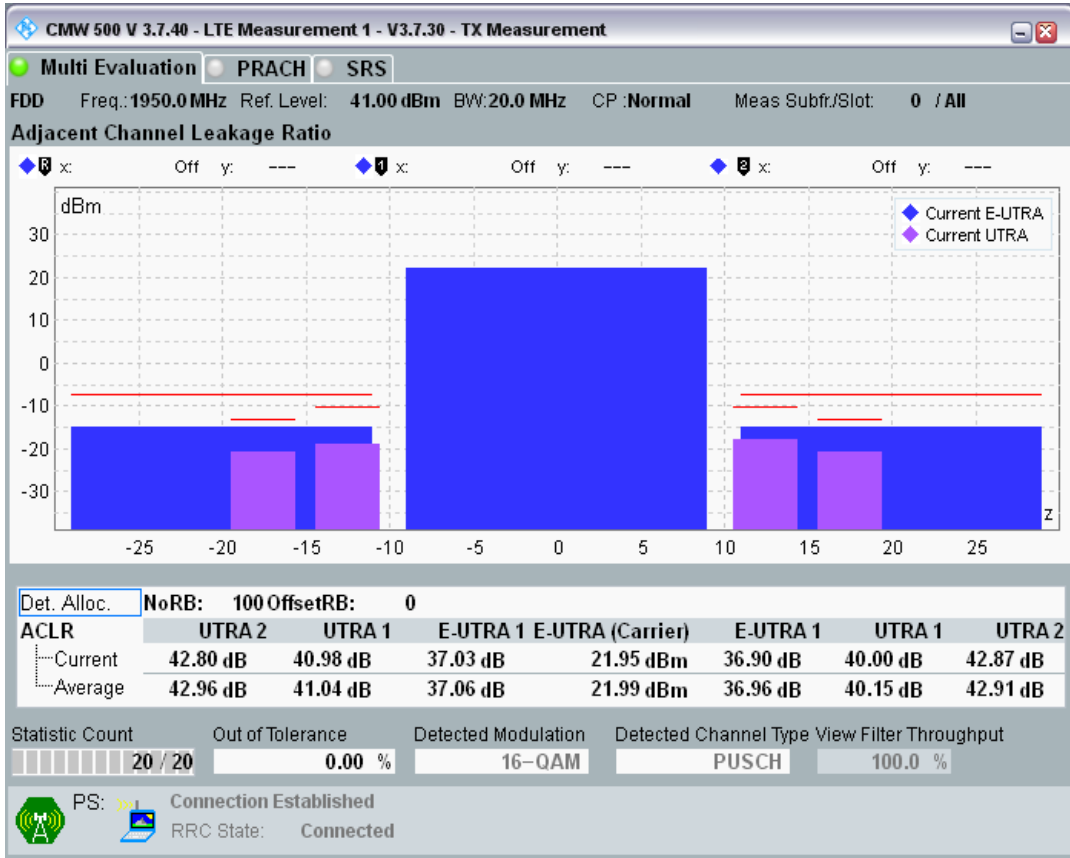 CMW 500 V 3.7.40 - LTE Measurement 1 - V3.7.30 - TX Measurement
Multi Evaluation PRACH SRS
FDD Freq.: 1950.0 MHz Ref. Level: 41.00 dBm BW: 20.0 MHz CP : Normal Meas Subfr./Slot: 0 / All
Adjacent Channel Leakage Ratio
R x: Off y: --- 1 x: Off y: --- 2 x: Off y: ---
dBm
Current E-UTRA
Current UTRA
30
20
10
0
-10
-20
-30
z
-25 -20 -15 -10 -5 0 5 10 15 20 25
Det. Alloc. NoRB: 100 OffsetRB: 0
ACLR UTRA 2 UTRA 1 E-UTRA 1 E-UTRA (Carrier) E-UTRA 1 UTRA 1 UTRA 2
Current 42.80 dB 40.98 dB 37.03 dB 21.95 dBm 36.90 dB 40.00 dB 42.87 dB
Average 42.96 dB 41.04 dB 37.06 dB 21.99 dBm 36.96 dB 40.15 dB 42.91 dB
Statistic Count Out of Tolerance Detected Modulation Detected Channel Type View Filter Throughput
20 / 20 0.00 % 16-QAM PUSCH 100.0 %
PS: Connection Established
RRC State: Connected